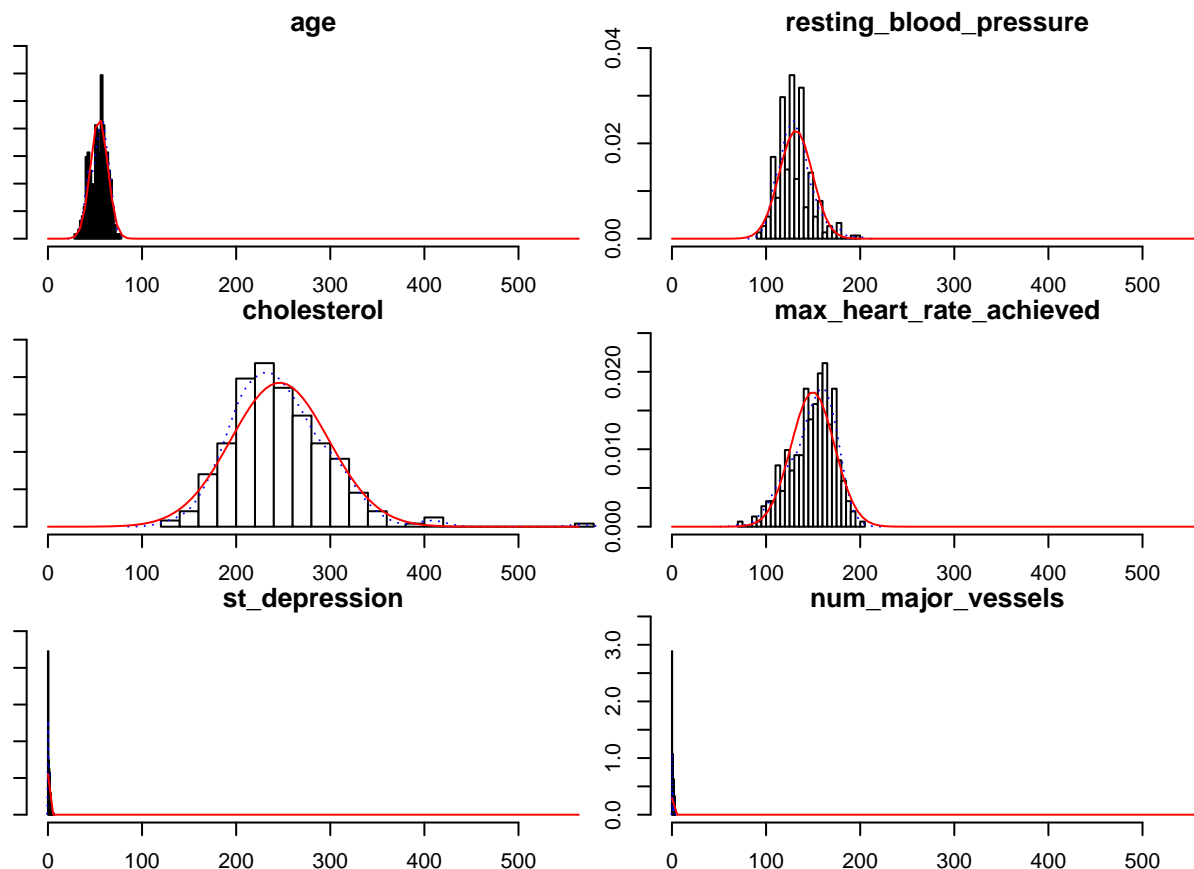 age
0 100 200 300 400 500
resting_blood_pressure
0.00 0.02 0.04
0 100 200 300 400 500
cholesterol
0 100 200 300 400 500
max_heart_rate_achieved
0.000 0.010 0.020
0 100 200 300 400 500
st_depression
0 100 200 300 400 500
num_major_vessels
0.0 1.0 2.0 3.0
0 100 200 300 400 500